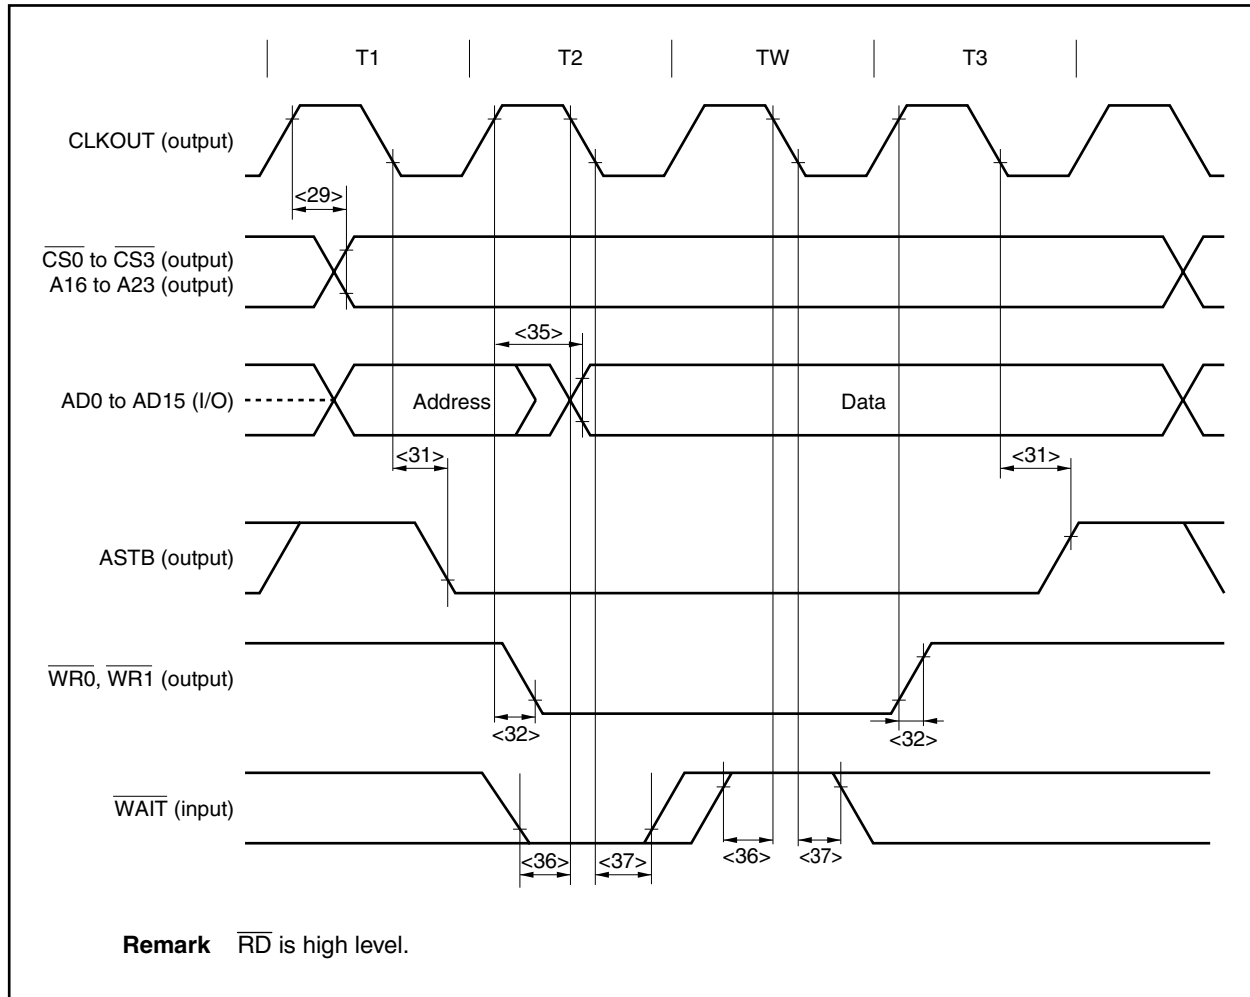 T1 T2 TW T3
CLKOUT (output)
<29>
CS0 to CS3 (output)
A16 to A23 (output)
<35>
AD0 to AD15 (I/O)
Address
Data
<31>
<31>
ASTB (output)
WR0, WR1 (output)
<32>
<32>
WAIT (input)
<36>
<37>
<36>
<37>
Remark RD is high level.